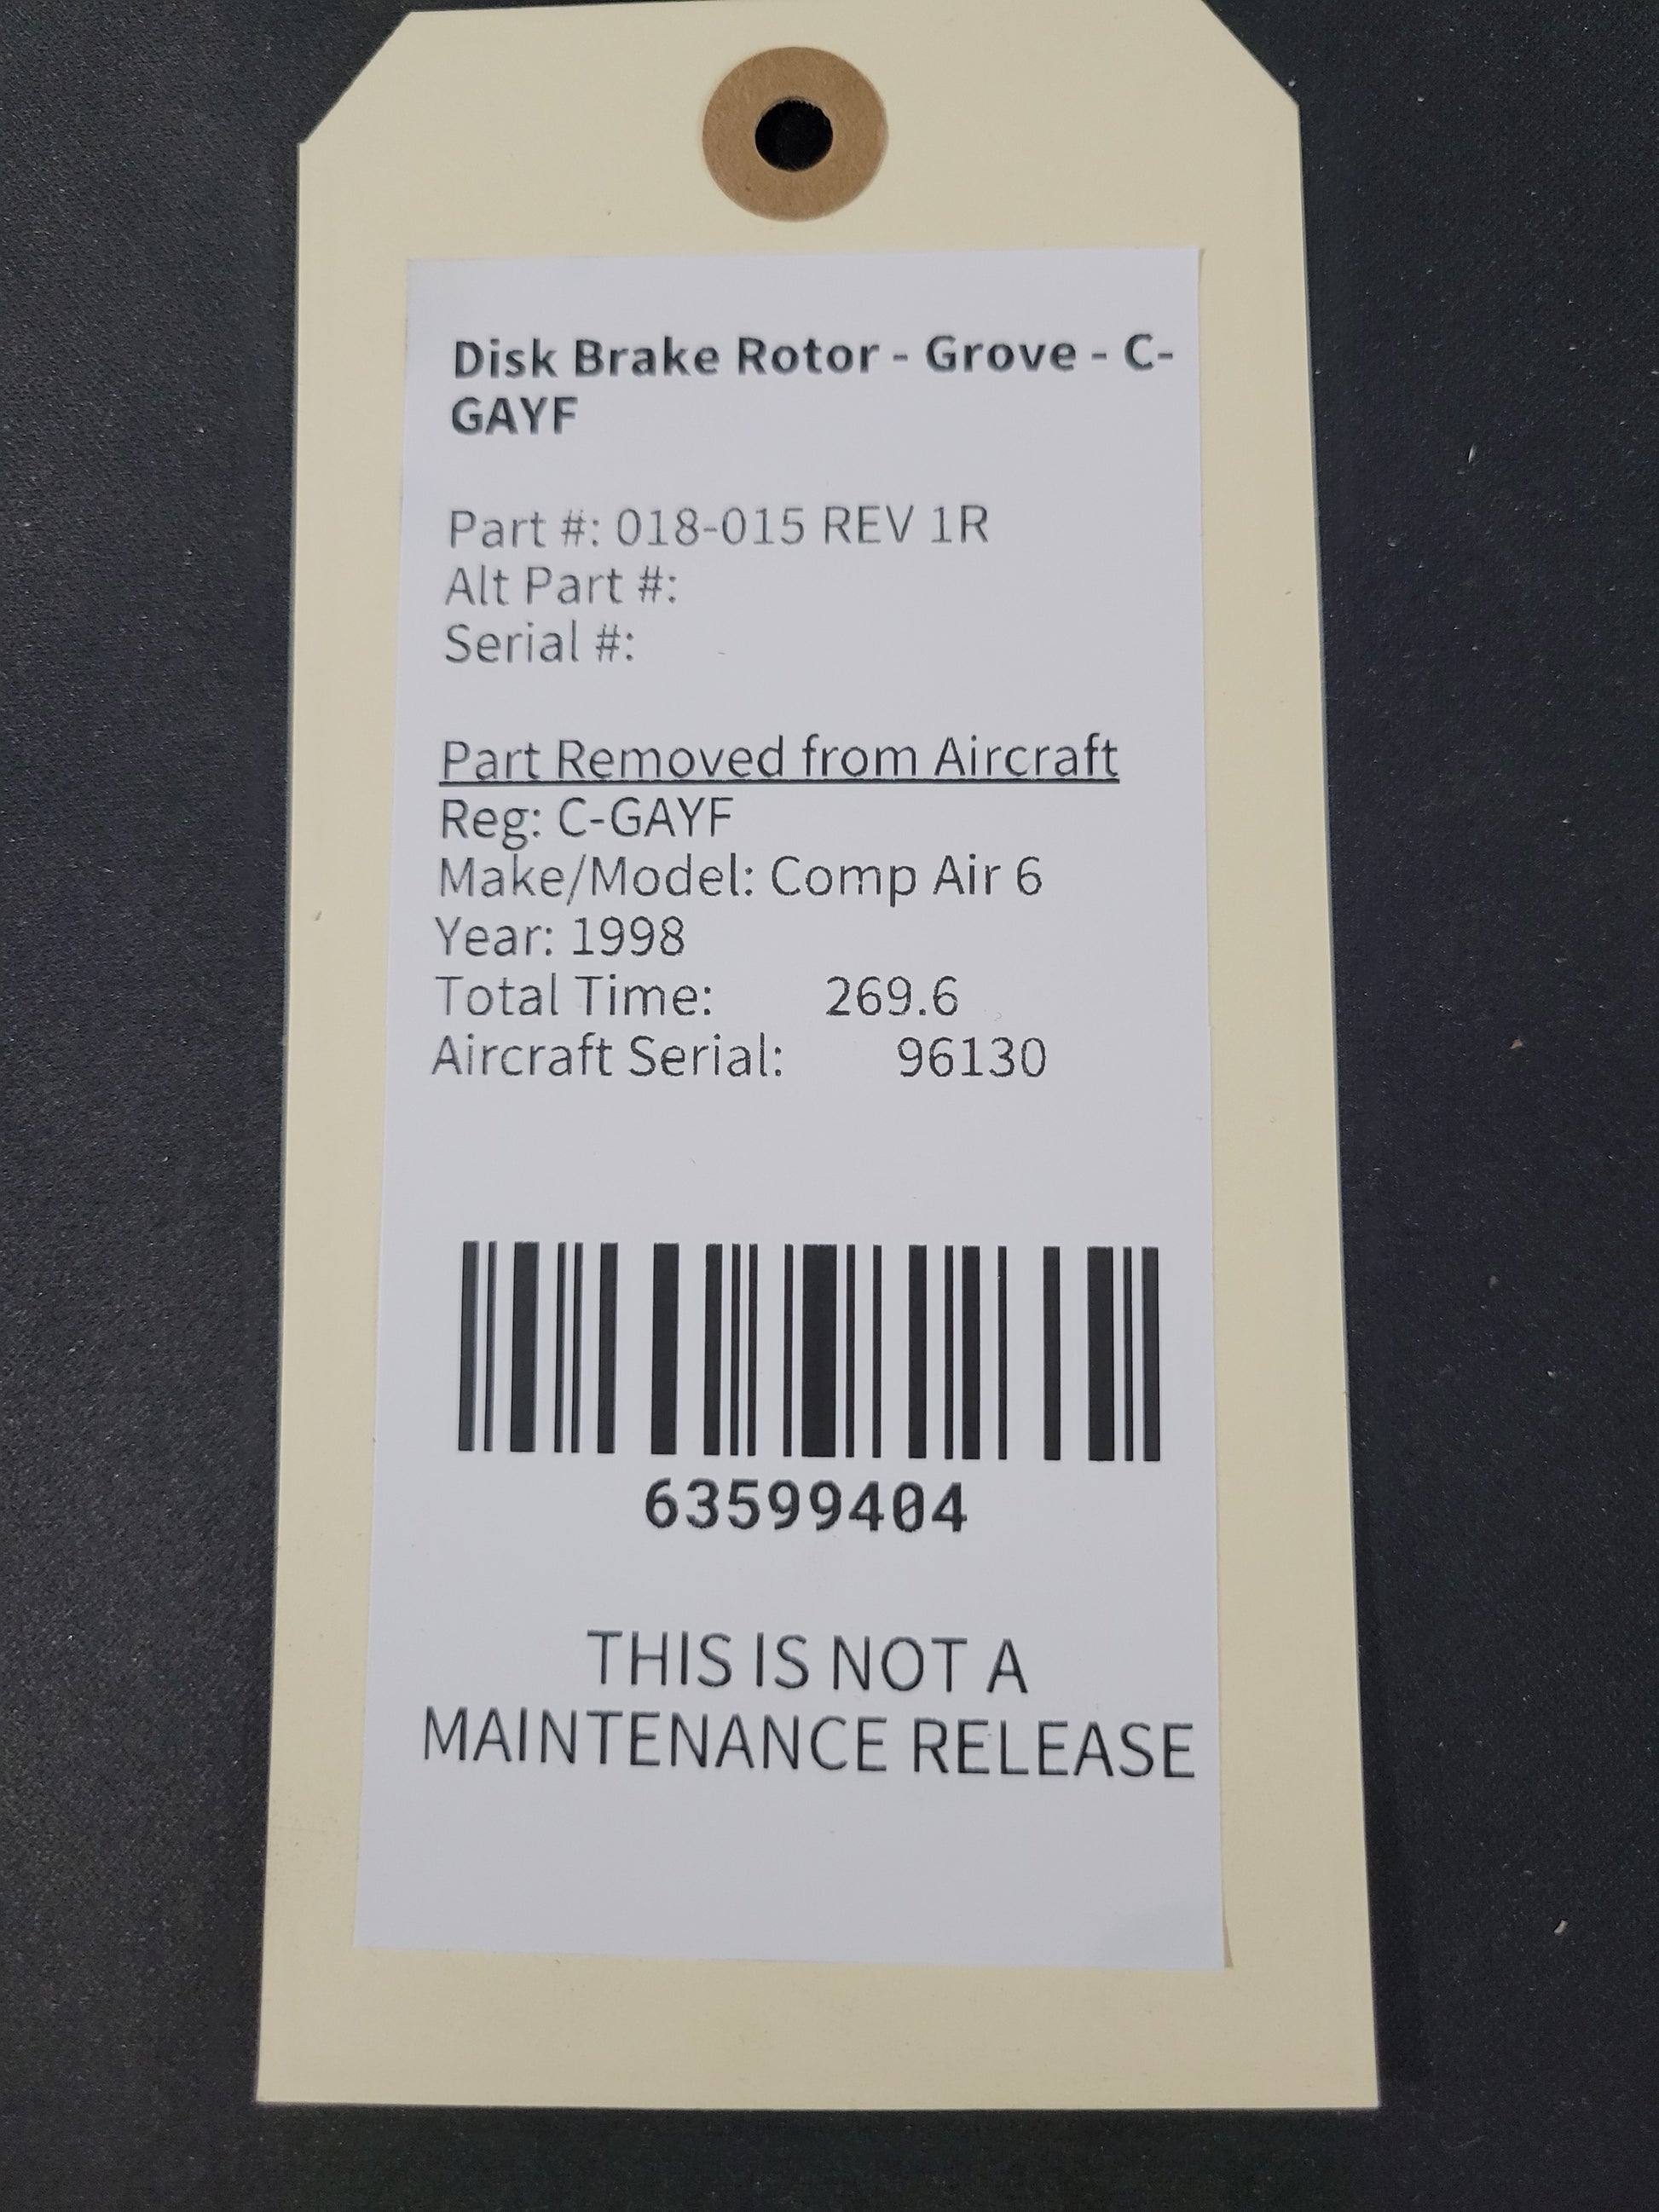 Disk Brake Rotor - Grove - C-
GAYF
Part #: 018-015 REV 1R
Alt Part #:
Serial #:
Part Removed from Aircraft
Reg: C-GAYF
Make/Model: Comp Air 6
Year: 1998
Total Time: 269.6
Aircraft Serial: 96130
63599404
THIS IS NOT A
MAINTENANCE RELEASE